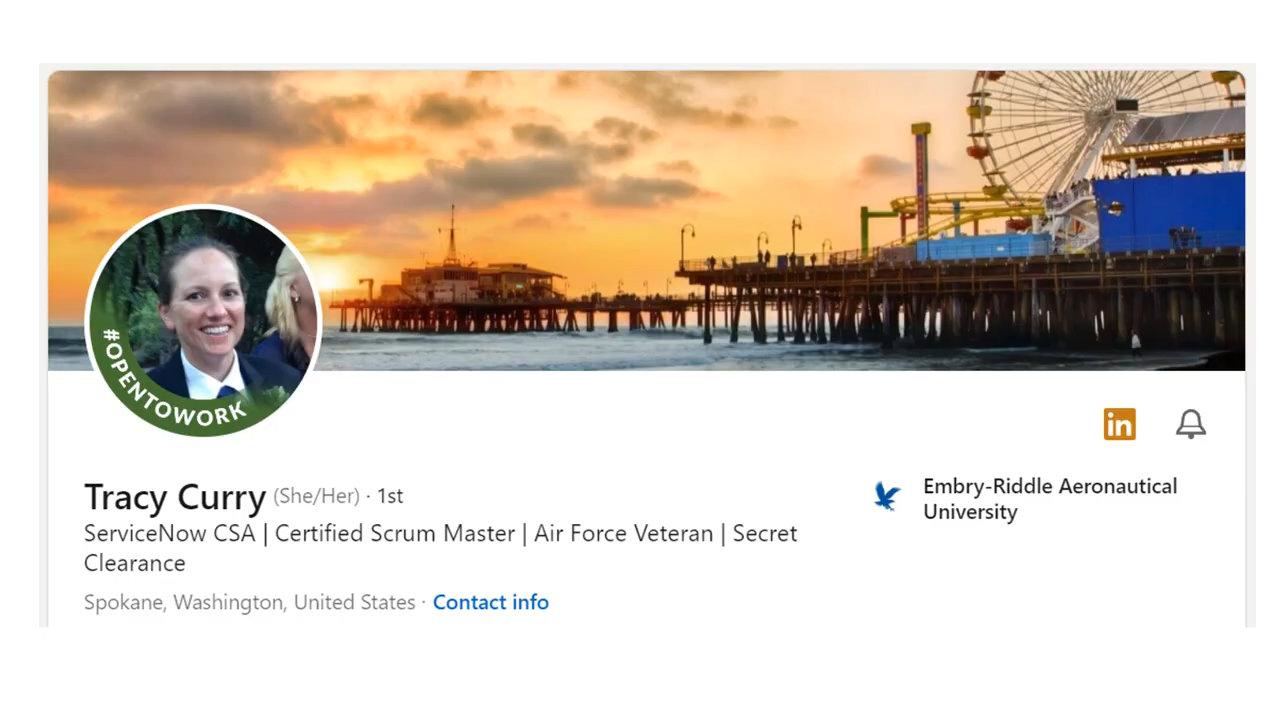 #OPENTOWORK
in
Tracy Curry (She/Her) · 1st
ServiceNow CSA | Certified Scrum Master | Air Force Veteran | Secret
Clearance
Spokane, Washington, United States · Contact info
Embry-Riddle Aeronautical
University